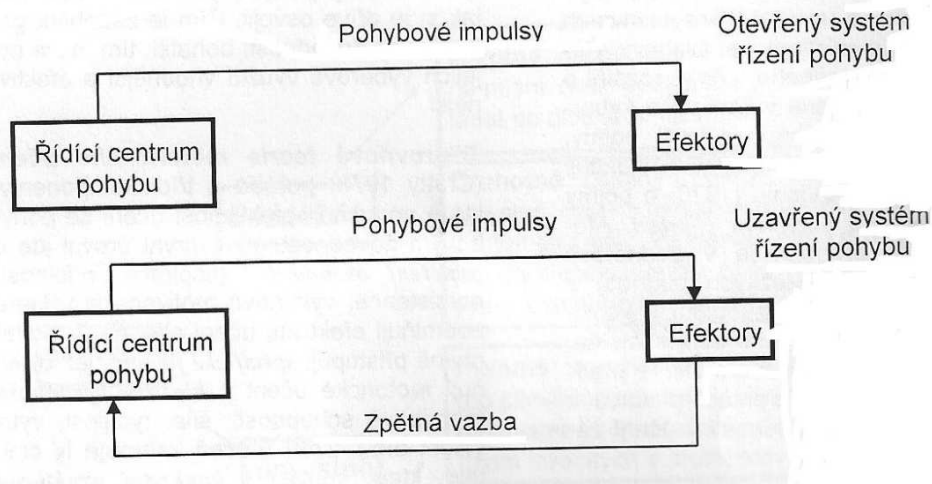 Pohybové impulsy
Otevřený systém
řízení pohybu
Řídící centrum
pohybu
Efektory
Pohybové impulsy
Uzavřený systém
řízení pohybu
Řídící centrum
pohybu
Efektory
Zpětná vazba